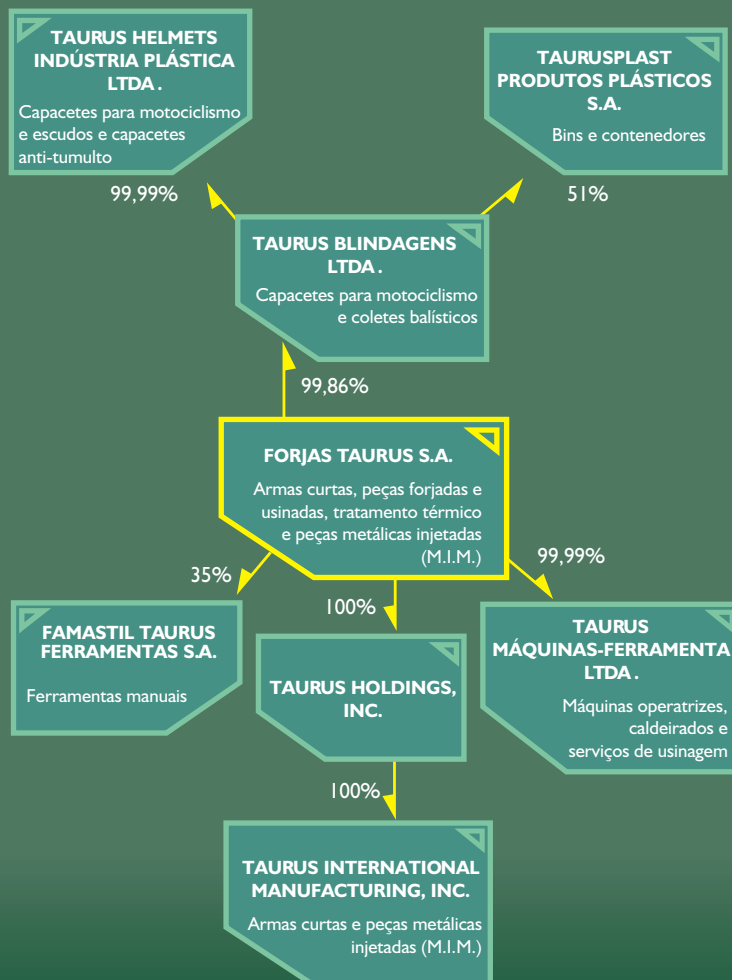 TAURUS HELMETS
INDÚSTRIA PLÁSTICA
LTDA.
Capacetes para motociclismo
e escudos e capacetes
anti-tumulto
TAURUSPLAST
PRODUTOS PLÁSTICOS
S.A.
Bins e contenedores
99,99%
51%
TAURUS BLINDAGENS
LTDA.
Capacetes para motociclismo
e coletes balísticos
99,86%
FORJAS TAURUS S.A.
Armas curtas, peças forjadas e
usinadas, tratamento térmico
e peças metálicas injetadas
(M.I.M.)
35%
100%
99,99%
FAMASTIL TAURUS
FERRAMENTAS S.A.
Ferramentas manuais
TAURUS HOLDINGS,
INC.
TAURUS
MÁQUINAS-FERRAMENTA
LTDA.
Máquinas operatrizes,
caldeirados e
serviços de usinagem
100%
TAURUS INTERNATIONAL
MANUFACTURING, INC.
Armas curtas e peças metálicas
injetadas (M.I.M.)